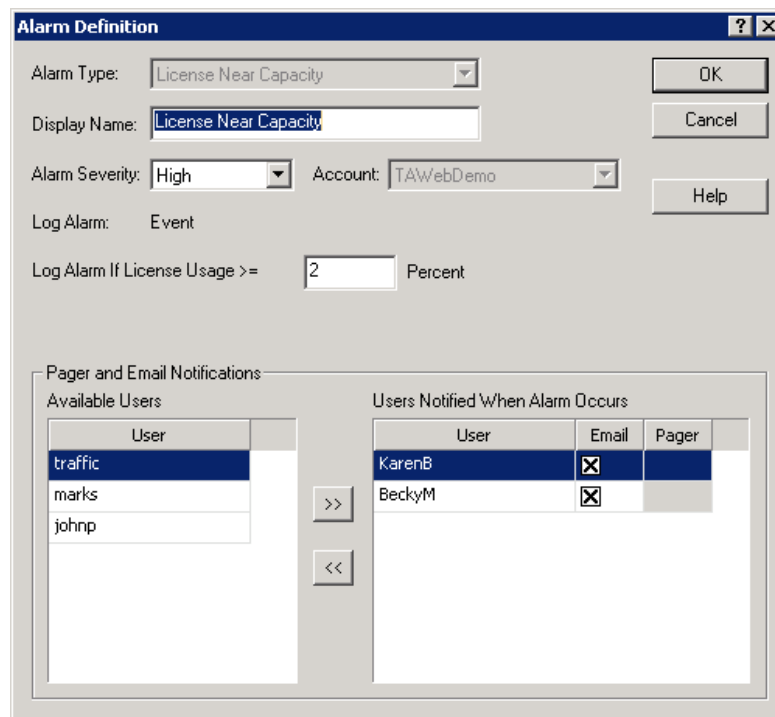 Alarm Definition
Alarm Type: License Near Capacity
OK
Display Name: License Near Capacity
Cancel
Alarm Severity: High Account: TAWebDemo
Help
Log Alarm: Event
Log Alarm If License Usage >= 2 Percent
Pager and Email Notifications
Available Users
User
traffic
marks
johnp
>>
<<
Users Notified When Alarm Occurs
User Email Pager
KarenB
BeckyM